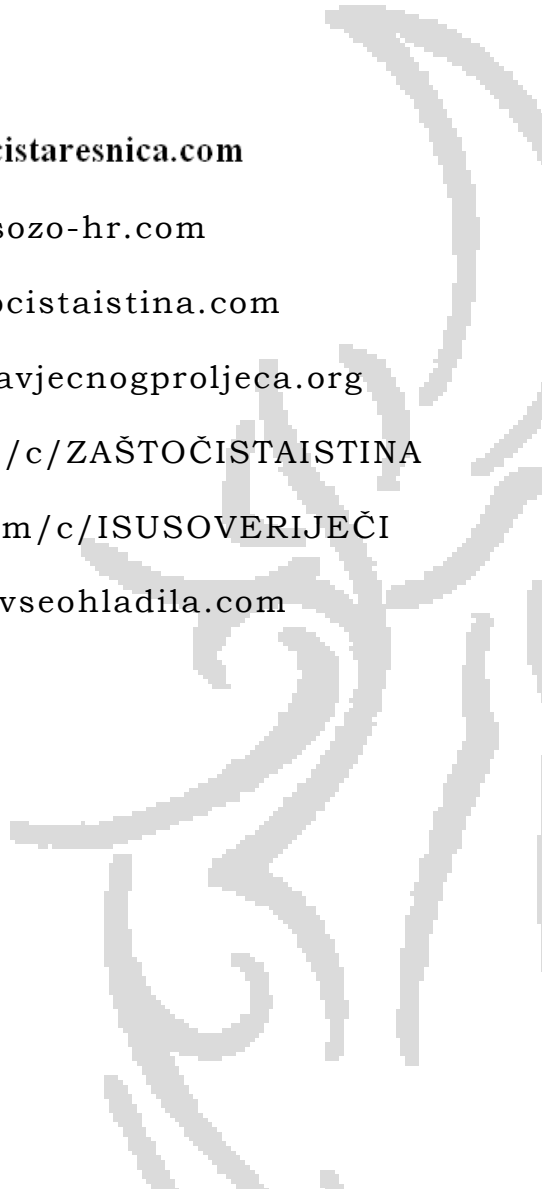 cistaresnica.com
sozo-hr.com
ocistaistina.com
avjecnogproljeca.org
/c/ZAŠTOČISTAISTINA
m/c/ISUSOVERIJEČI
vseohladila.com